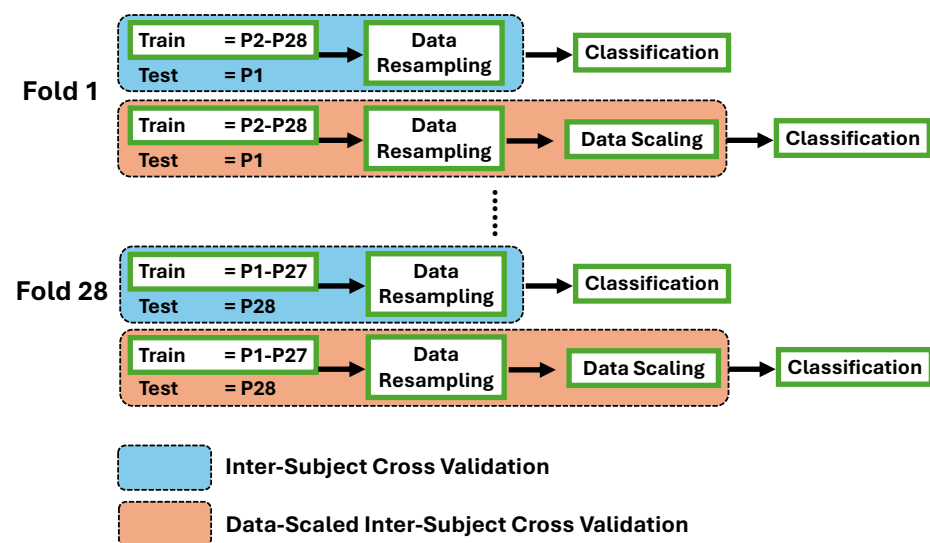 Fold 1
Train = P2-P28
Test = P1
Data
Resampling
Classification
Train = P2-P28
Test = P1
Data
Resampling
Data Scaling
Classification
Fold 28
Train = P1-P27
Test = P28
Data
Resampling
Classification
Train = P1-P27
Test = P28
Data
Resampling
Data Scaling
Classification
Inter-Subject Cross Validation
Data-Scaled Inter-Subject Cross Validation